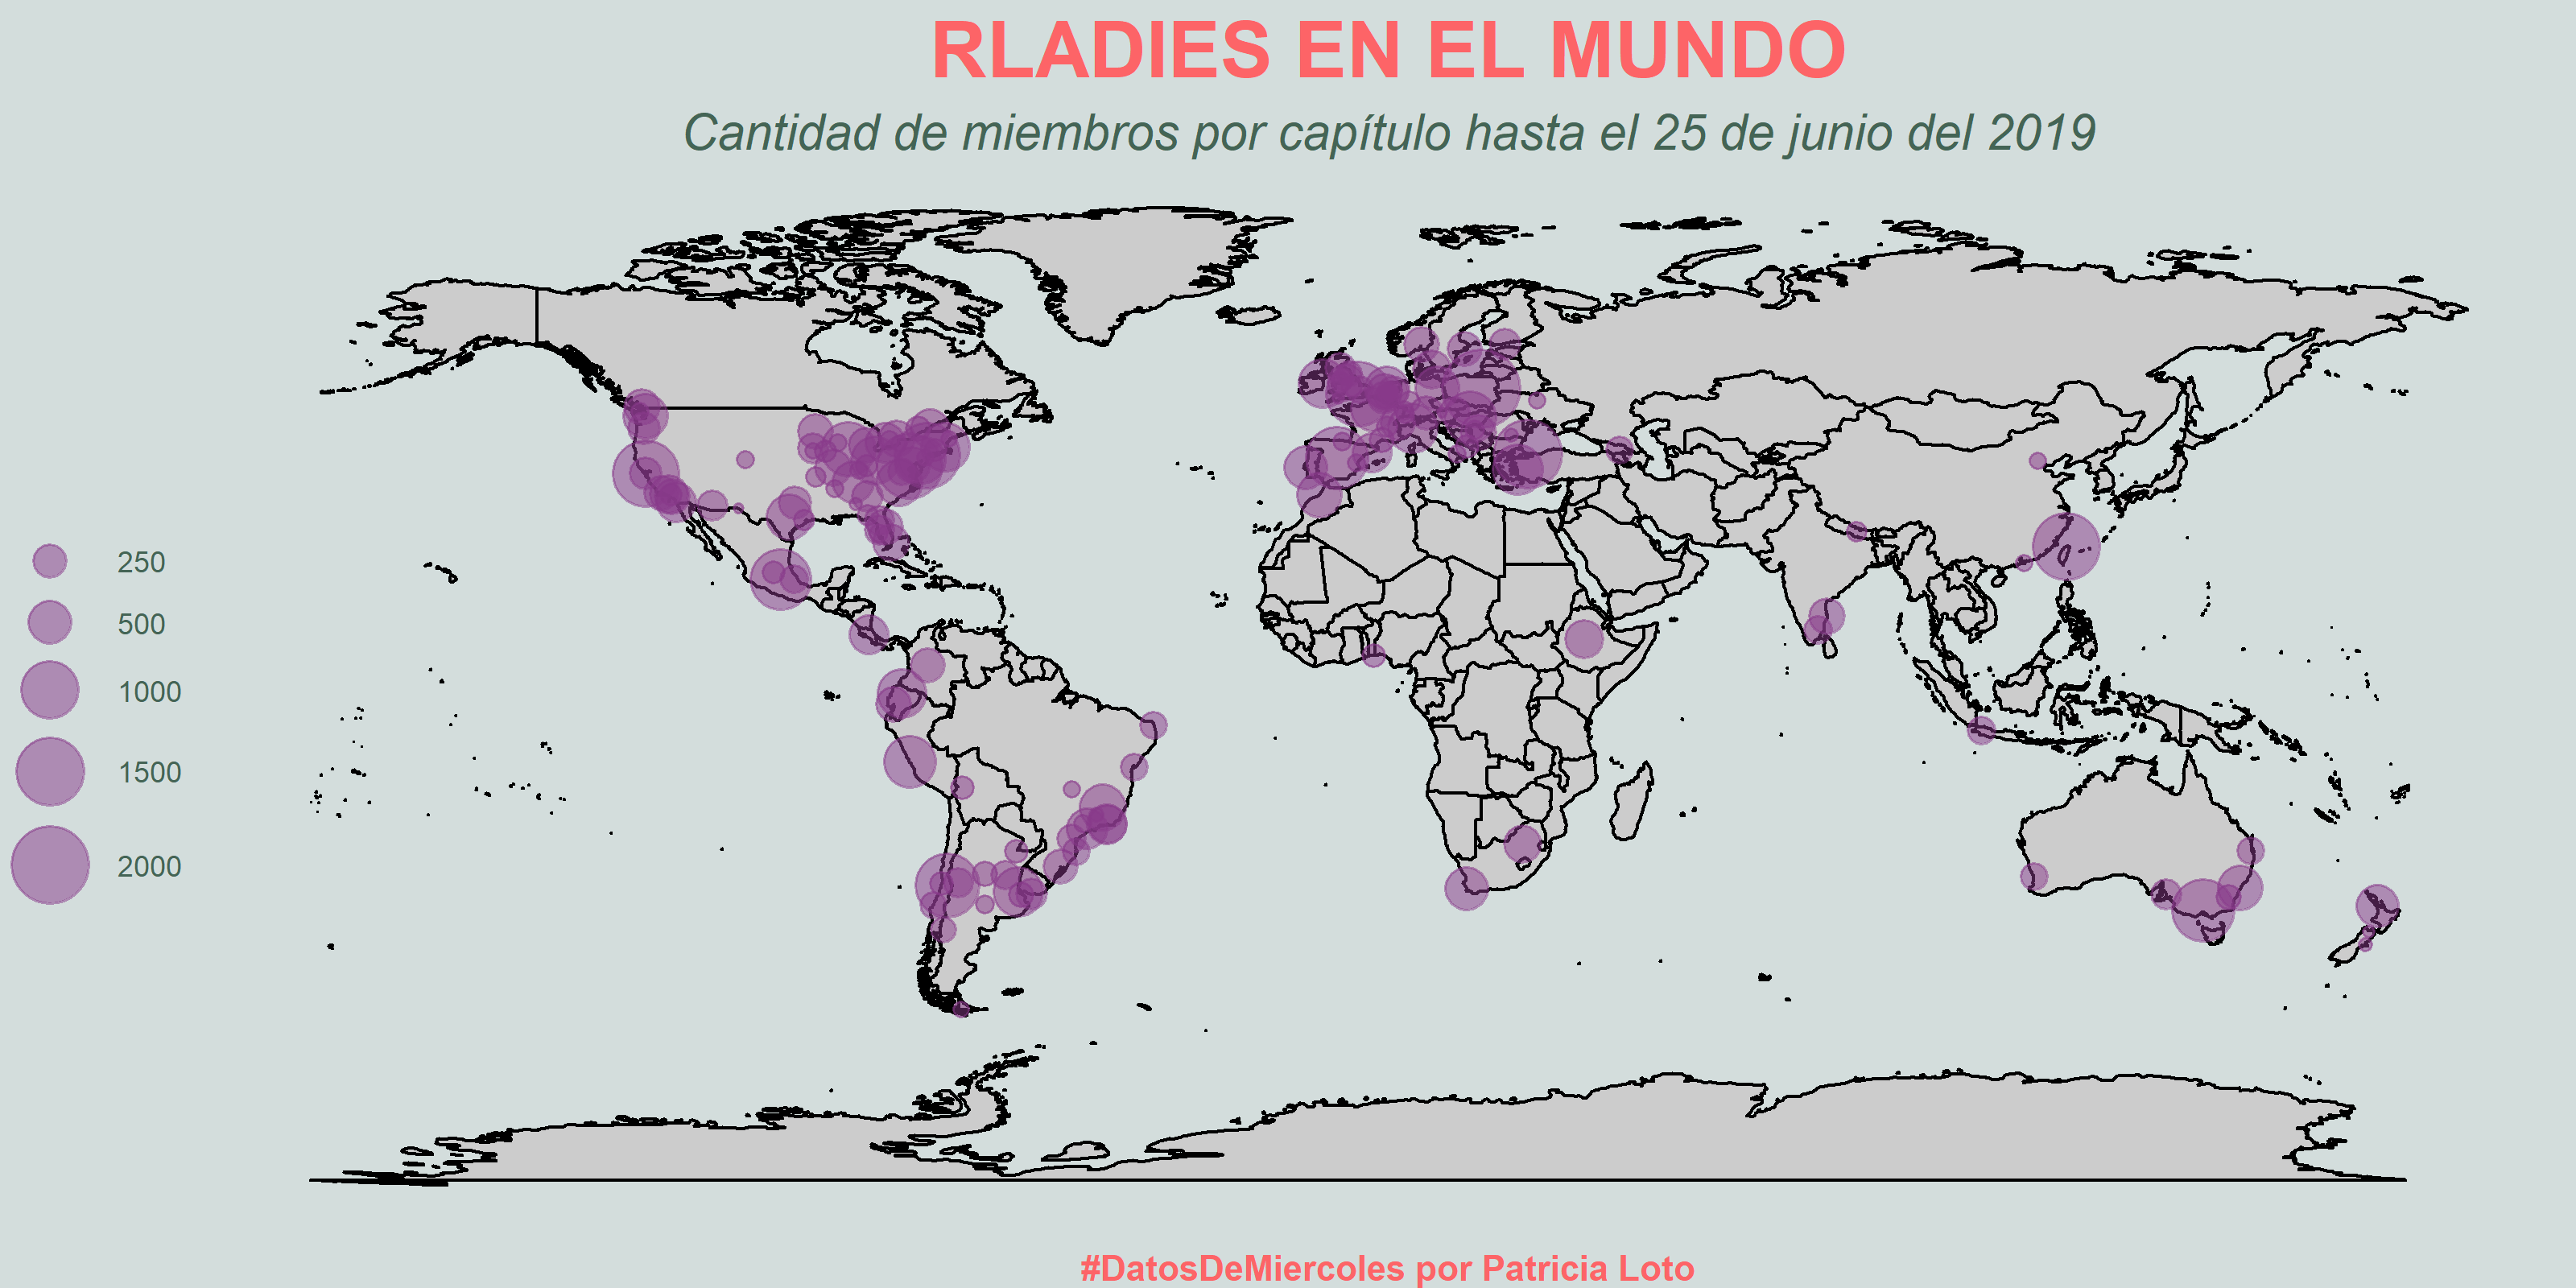 RLADIES EN EL MUNDO
Cantidad de miembros por capítulo hasta el 25 de junio del 2019
250
500
1000
1500
2000
#DatosDeMiercoles por Patricia Loto